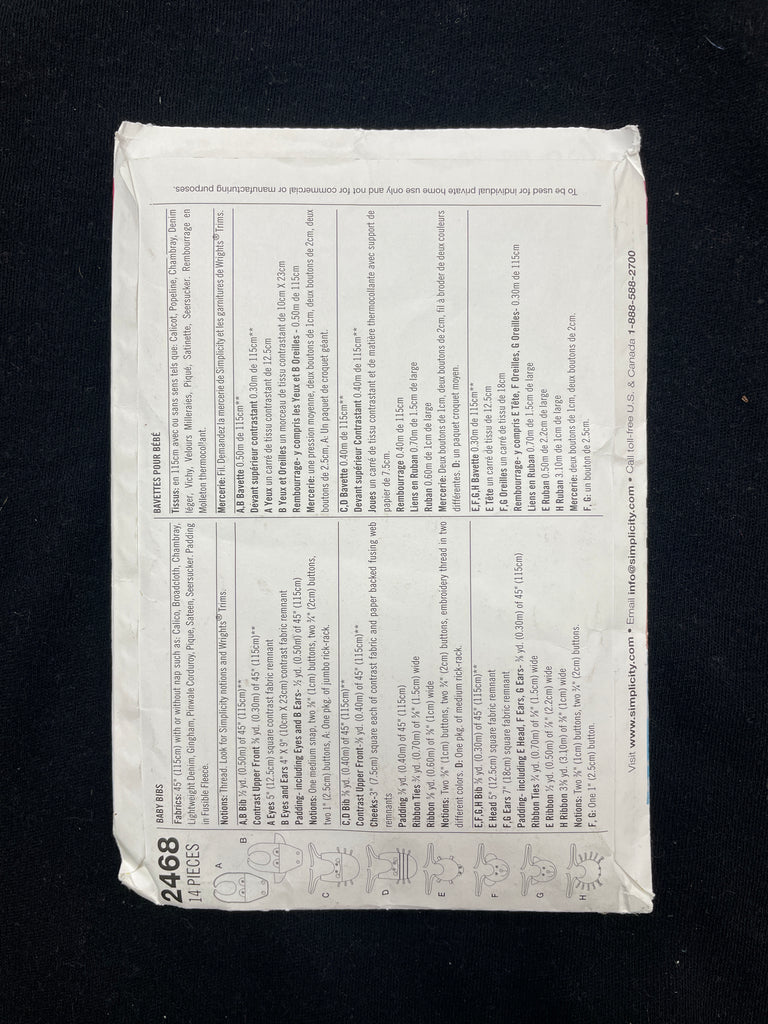 2468
14 PIECES
A
B
C
D
E
F
G
H
BABY BIBS
Fabrics: 45" (115cm) with or without nap such as: Calico, Broadcloth, Chambray,
Lightweight Denim, Gingham, Pinwale Corduroy, Pique, Sateen, Seersucker. Padding
in Fusible Fleece.
Notions: Thread. Look for Simplicity notions and Wrights® Trims.
A,B Bib ½ yd. (0.50m) of 45" (115cm)**
Contrast Upper Front ⅜ yd. (0.30m) of 45" (115cm)**
A Eyes 5" (12.5cm) square contrast fabric remnant
B Eyes and Ears 4" X 9" (10cm X 23cm) contrast fabric remnant
Padding- including Eyes and B Ears- ½ yd. (0.50m) of 45" (115cm)
Notions: One medium snap, two ⅜" (1cm) buttons, two ¾" (2cm) buttons,
two 1" (2.5cm) buttons, A: One pkg. of jumbo rick-rack.
C,D Bib ⅜ yd. (0.40m) of 45" (115cm)**
Contrast Upper Front-⅜ yd. (0.40m) of 45" (115cm)**
Cheeks-3" (7.5cm) square each of contrast fabric and paper backed fusing web
remnants
Padding ⅜ yd. (0.40m) of 45" (115cm)
Ribbon Ties ¾ yd. (0.70m) of ⅝" (1.5cm) wide
Ribbon ⅝ yd. (0.60m) of ⅜" (1cm) wide
Notions: Two ⅜" (1cm) buttons, two ¾" (2cm) buttons, embroidery thread in two
different colors. D: One pkg. of medium rick-rack.
E,F,G,H Bib ⅜ yd. (0.30m) of 45" (115cm)**
E Head 5" (12.5cm) square fabric remnant
F,G Ears 7" (18cm) square fabric remnant
Padding- including E Head, F Ears, G Ears- ⅜ yd. (0.30m) of 45" (115cm)
Ribbon Ties ¾ yd. (0.70m) of ⅝" (1.5cm) wide
E Ribbon ½ yd. (0.50m) of ⅞" (2.2cm) wide
H Ribbon 3⅜ yd. (3.10m) of ⅜" (1cm) wide
Notions: Two ⅜" (1cm) buttons, two ¾" (2cm) buttons.
F, G: One 1" (2.5cm) button.
BAVETTES POUR BÉBÉ
Tissus: en 115cm avec ou sans sens tels que: Calicot, Popeline, Chambray, Denim
léger, Vichy, Velours Milleraies, Piqué, Satinette, Seersucker. Rembourrage en
Molleton thermocollant.
Mercerie: Fil. Demandez la mercerie de Simplicity et les garnitures de Wrights® Trims.
A,B Bavette 0.50m de 115cm**
Devant supérieur contrastant 0.30m de 115cm**
A Yeux un carré de tissu contrastant de 12.5cm
B Yeux et Oreilles un morceau de tissu contrastant de 10cm X 23cm
Rembourrage- y compris les Yeux et B Oreilles - 0.50m de 115cm
Mercerie: une pression moyenne, deux boutons de 1cm, deux boutons de 2cm, deux
boutons de 2.5cm, A: Un paquet de croquet géant.
C,D Bavette 0.40m de 115cm**
Devant supérieur Contrastant 0.40m de 115cm**
Joues un carré de tissu contrastant et de matière thermocollante avec support de
papier de 7.5cm.
Rembourrage 0.40m de 115cm
Liens en Ruban 0.70m de 1.5cm de large
Ruban 0.60m de 1cm de large
Mercerie: Deux boutons de 1cm, deux boutons de 2cm, fil à broder de deux couleurs
différentes. D: un paquet croquet moyen.
E,F,G,H Bavette 0.30m de 115cm**
E Tête un carré de tissu de 12.5cm
F,G Oreilles un carré de tissu de 18cm
Rembourrage- y compris E Tête, F Oreilles, G Oreilles- 0.30m de 115cm
Liens en Ruban 0.70m de 1.5cm de large
E Ruban 0.50m de 2.2cm de large
H Ruban 3.10m de 1cm de large
Mercerie: deux boutons de 1cm, deux boutons de 2cm.
F, G: un bouton de 2.5cm.
Visit www.simplicity.com • Email info@simplicity.com • Call toll-free U.S. & Canada 1-888-588-2700
To be used for individual private home use only and not for commercial or manufacturing purposes.